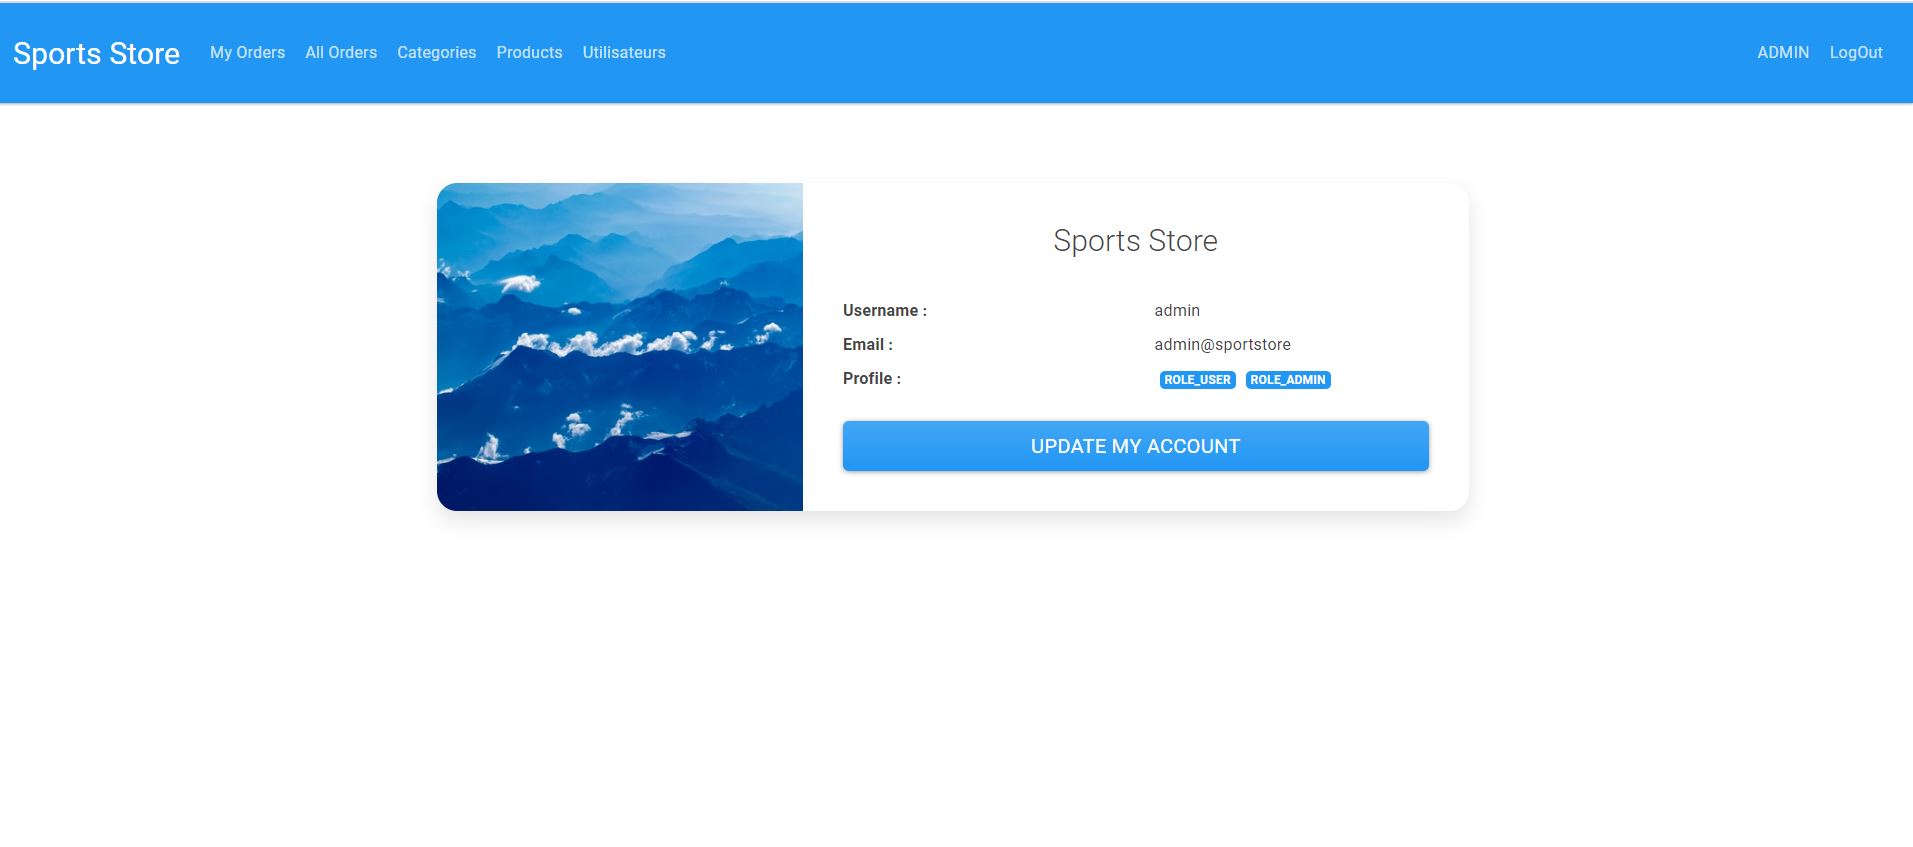 Sports Store My Orders All Orders Categories Products Utilisateurs ADMIN LogOut
Sports Store
Username : admin
Email : admin@sportstore
Profile : ROLE_USER ROLE_ADMIN
UPDATE MY ACCOUNT